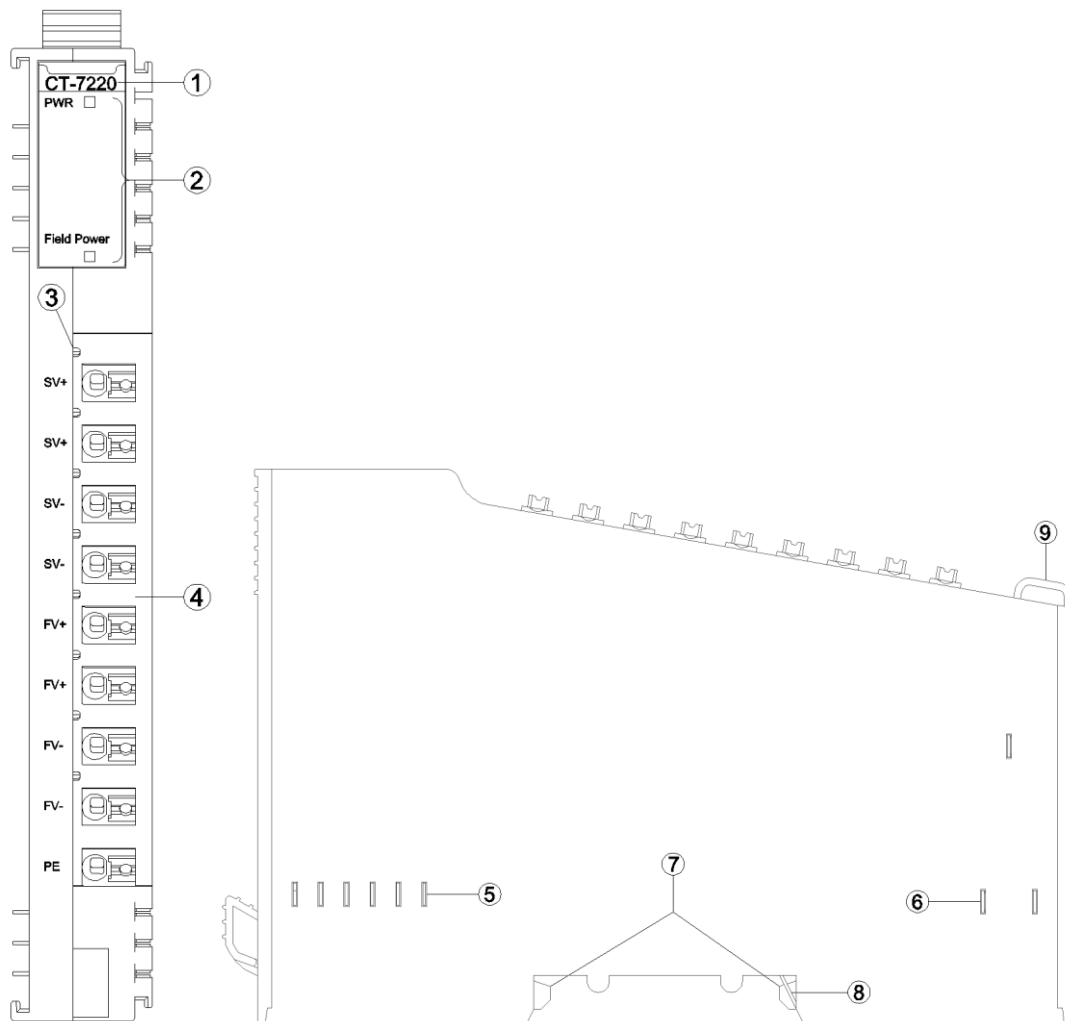 CT-7220
1
PWR
2
Field Power
3
SV+
SV+
SV-
SV-
4
FV+
FV+
FV-
FV-
PE
9
7
5
6
8